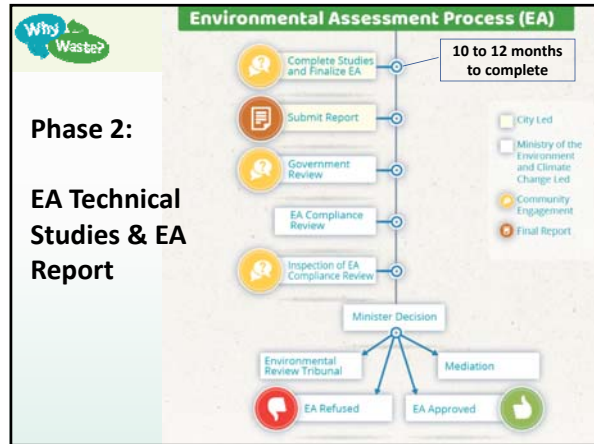 Environmental Assessment Process (EA)
Why
Waste?
Phase 2:
EA Technical
Studies & EA
Report
Complete Studies
and Finalize EA
10 to 12 months
to complete
Submit Report
Government
Review
EA Compliance
Review
Inspection of EA
Compliance Review
City Led
Ministry of the
Environment
and Climate
Change Led
Community
Engagement
Final Report
Minister Decision
Environmental
Review Tribunal
Mediation
EA Refused
EA Approved